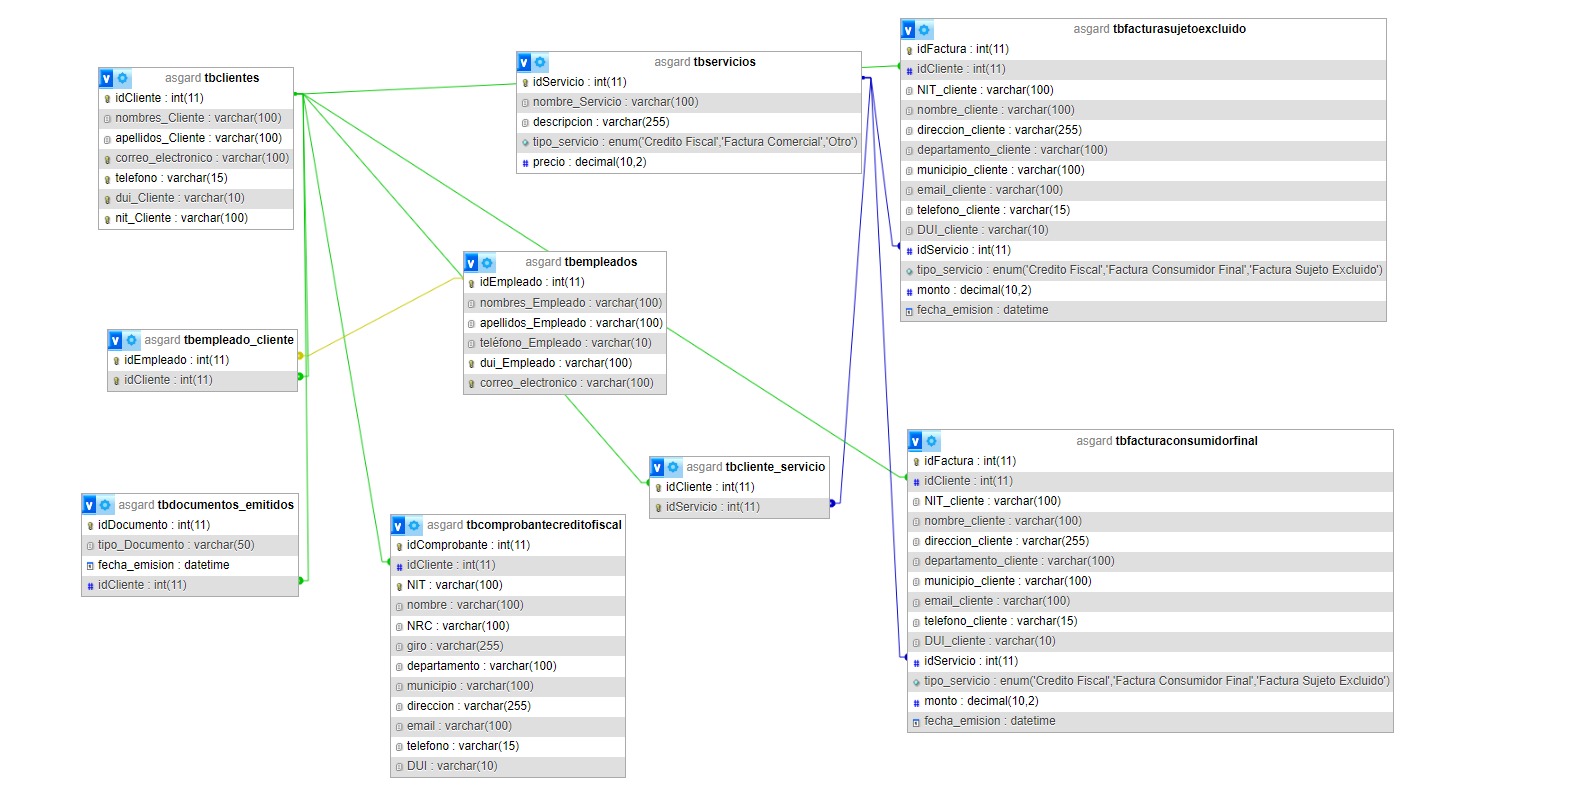 asgard tbclientes
idCliente : int(11)
nombres_Cliente : varchar(100)
apellidos_Cliente : varchar(100)
correo_electronico : varchar(100)
telefono : varchar(15)
dui_Cliente : varchar(10)
nit_Cliente : varchar(100)
asgard tbservicios
idServicio : int(11)
nombre_Servicio : varchar(100)
descripcion : varchar(255)
tipo_servicio : enum('Credito Fiscal','Factura Comercial','Otro')
precio : decimal(10,2)
asgard tbfacturasujetoexcluido
idFactura : int(11)
idCliente : int(11)
NIT_cliente : varchar(100)
nombre_cliente : varchar(100)
direccion_cliente : varchar(255)
departamento_cliente : varchar(100)
municipio_cliente : varchar(100)
email_cliente : varchar(100)
telefono_cliente : varchar(15)
DUI_cliente : varchar(10)
idServicio : int(11)
tipo_servicio : enum('Credito Fiscal','Factura Consumidor Final','Factura Sujeto Excluido')
monto : decimal(10,2)
fecha_emision : datetime
asgard tbempleados
idEmpleado : int(11)
nombres_Empleado : varchar(100)
apellidos_Empleado : varchar(100)
teléfono_Empleado : varchar(10)
dui_Empleado : varchar(100)
correo_electronico : varchar(100)
asgard tbempleado_cliente
idEmpleado : int(11)
idCliente : int(11)
asgard tbcliente_servicio
idCliente : int(11)
idServicio : int(11)
asgard tbfacturaconsumidorfinal
idFactura : int(11)
idCliente : int(11)
NIT_cliente : varchar(100)
nombre_cliente : varchar(100)
direccion_cliente : varchar(255)
departamento_cliente : varchar(100)
municipio_cliente : varchar(100)
email_cliente : varchar(100)
telefono_cliente : varchar(15)
DUI_cliente : varchar(10)
idServicio : int(11)
tipo_servicio : enum('Credito Fiscal','Factura Consumidor Final','Factura Sujeto Excluido')
monto : decimal(10,2)
fecha_emision : datetime
asgard tbdocumentos_emitidos
idDocumento : int(11)
tipo_Documento : varchar(50)
fecha_emision : datetime
idCliente : int(11)
asgard tbcomprobantecreditofiscal
idComprobante : int(11)
idCliente : int(11)
NIT : varchar(100)
nombre : varchar(100)
NRC : varchar(100)
giro : varchar(255)
departamento : varchar(100)
municipio : varchar(100)
direccion : varchar(255)
email : varchar(100)
telefono : varchar(15)
DUI : varchar(10)